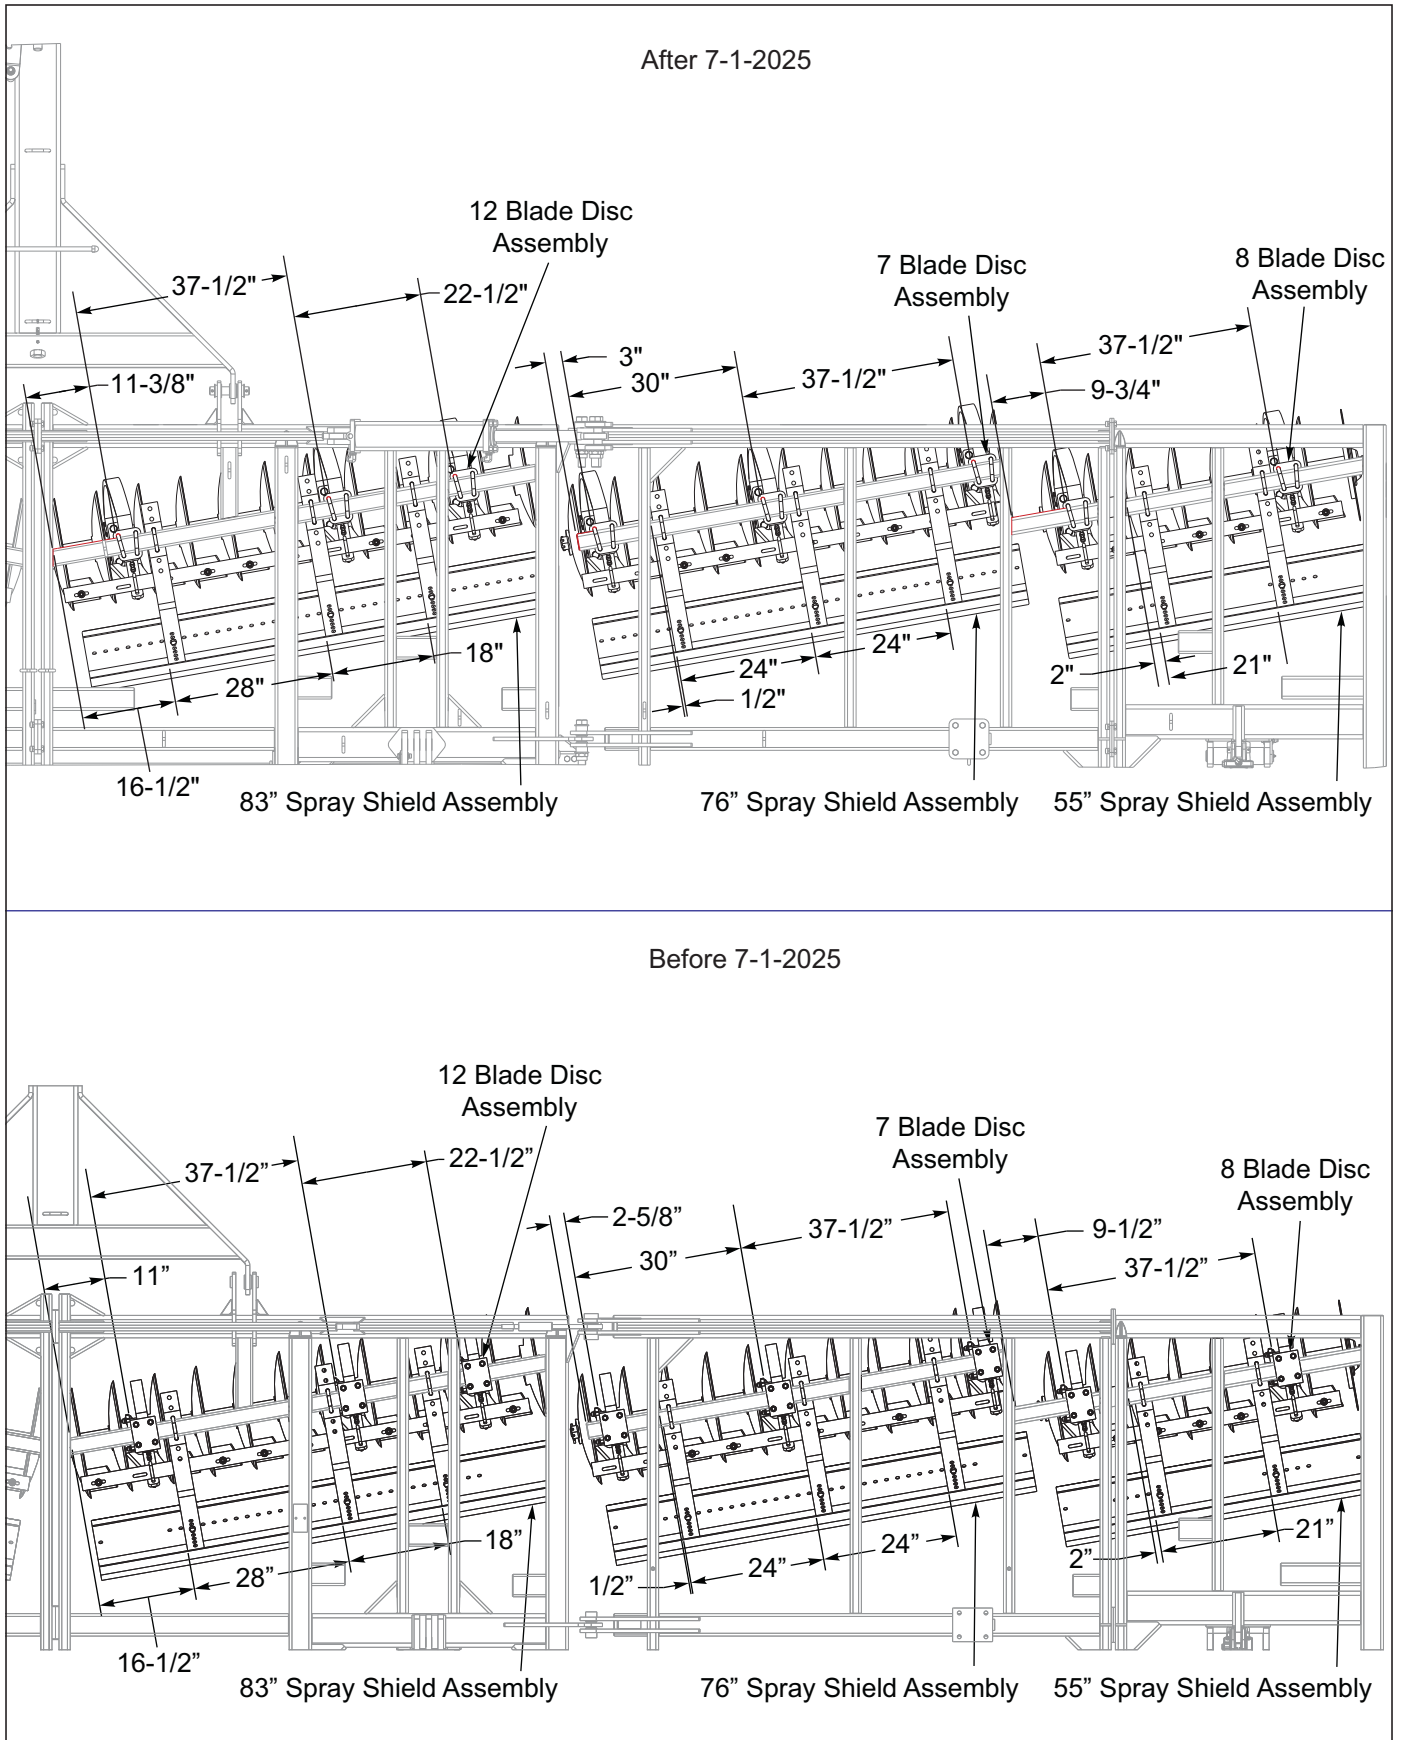 After 7-1-2025
12 Blade Disc
Assembly
7 Blade Disc
Assembly
8 Blade Disc
Assembly
37-1/2"
22-1/2"
11-3/8"
3"
30"
37-1/2"
37-1/2"
9-3/4"
18"
28"
16-1/2"
24"
24"
1/2"
2"
21"
83” Spray Shield Assembly
76” Spray Shield Assembly
55” Spray Shield Assembly
Before 7-1-2025
12 Blade Disc
Assembly
7 Blade Disc
Assembly
8 Blade Disc
Assembly
37-1/2”
22-1/2”
11”
2-5/8”
30”
37-1/2”
9-1/2”
37-1/2”
18”
28”
16-1/2”
24”
24”
1/2”
2”
21”
83” Spray Shield Assembly
76” Spray Shield Assembly
55” Spray Shield Assembly